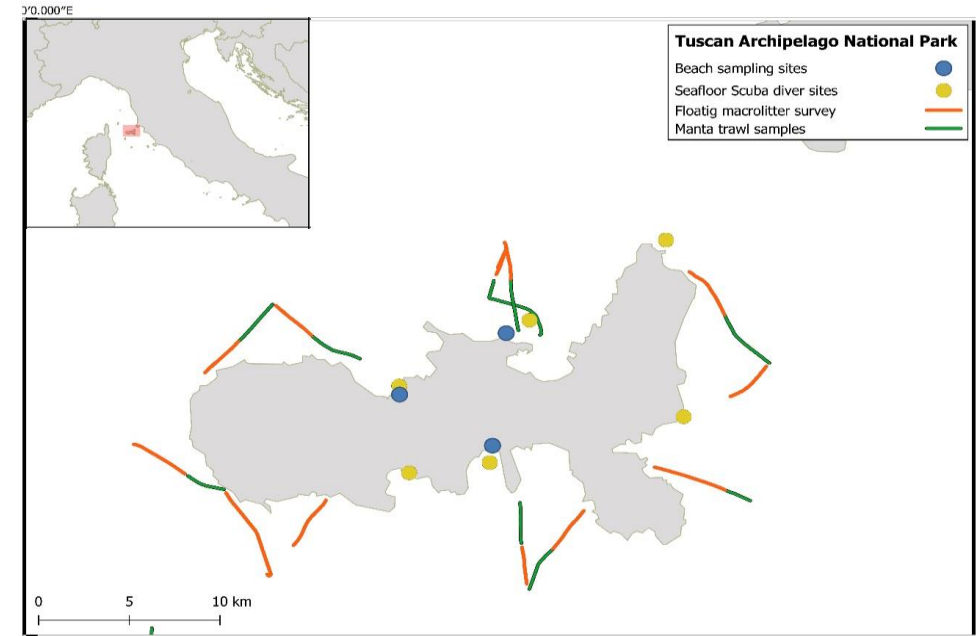 0'0.000"E
Tuscan Archipelago National Park
Beach sampling sites
Seafloor Scuba diver sites
Floatig macrolitter survey
Manta trawl samples
0 5 10 km